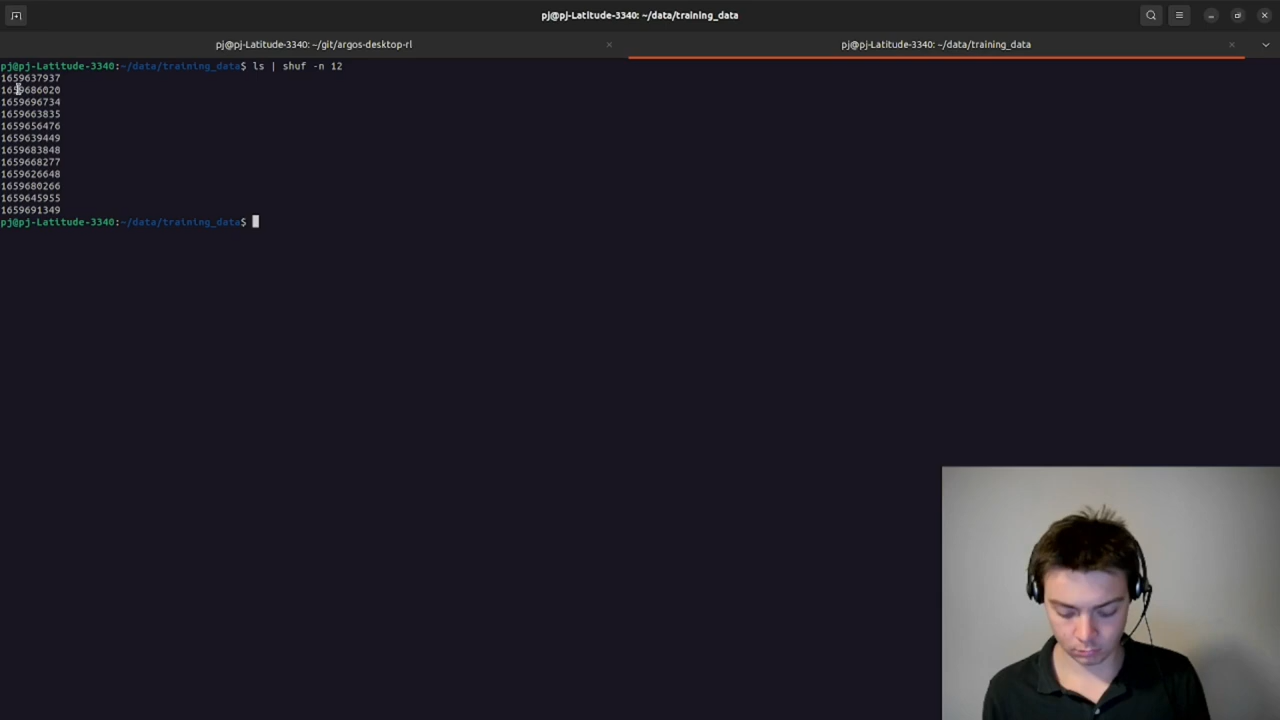 pj@pj-Latitude-3340: ~/data/training_data
pj@pj-Latitude-3340: ~/git/argos-desktop-rl
pj@pj-Latitude-3340: ~/data/training_data
pj@pj-Latitude-3340:~/data/training_data$ ls | shuf -n 12
1659637937
1659686020
1659696734
1659663835
1659656476
1659639449
1659683848
1659668277
1659626648
1659680266
1659645955
1659691349
pj@pj-Latitude-3340:~/data/training_data$